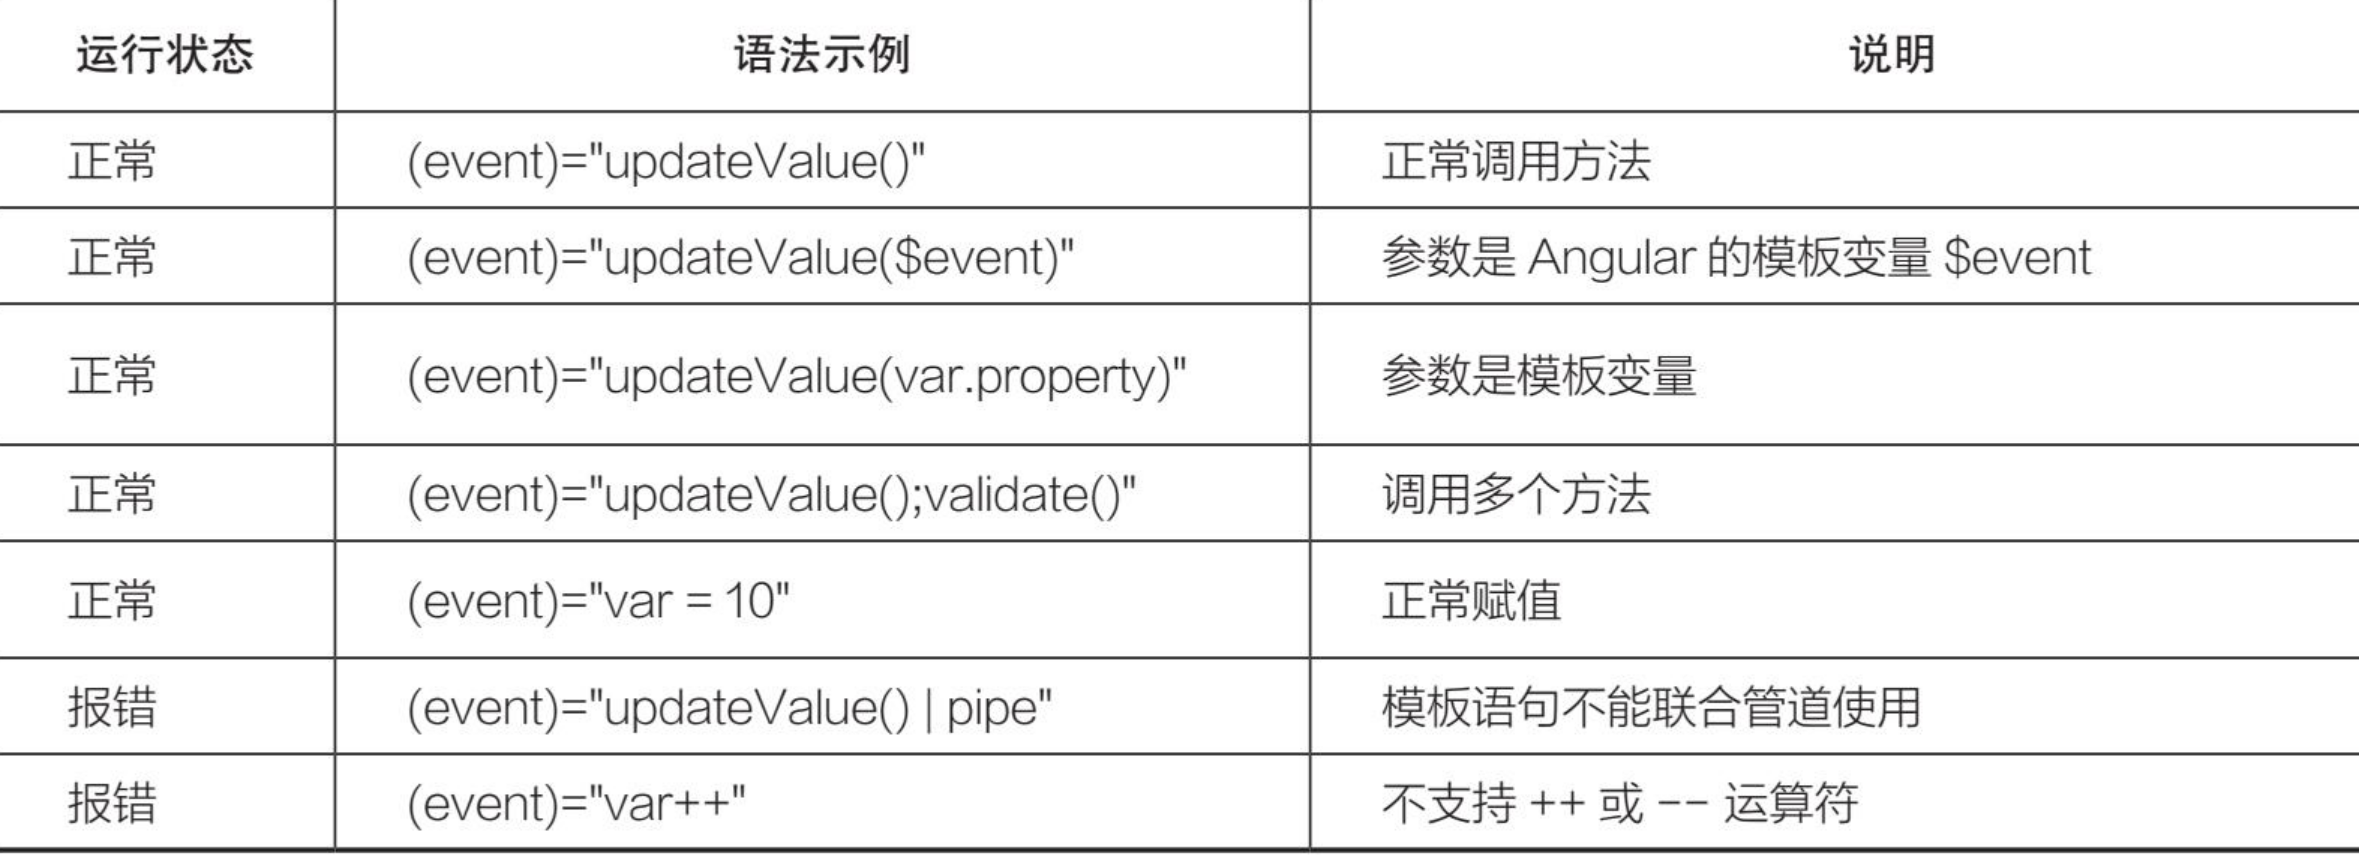 运行状态 语法示例 说明
正常 (event)="updateValue()" 正常调用方法
正常 (event)="updateValue($event)" 参数是 Angular 的模板变量 $event
正常 (event)="updateValue(var.property)" 参数是模板变量
正常 (event)="updateValue();validate()" 调用多个方法
正常 (event)="var = 10" 正常赋值
报错 (event)="updateValue() | pipe" 模板语句不能联合管道使用
报错 (event)="var++" 不支持 ++ 或 -- 运算符